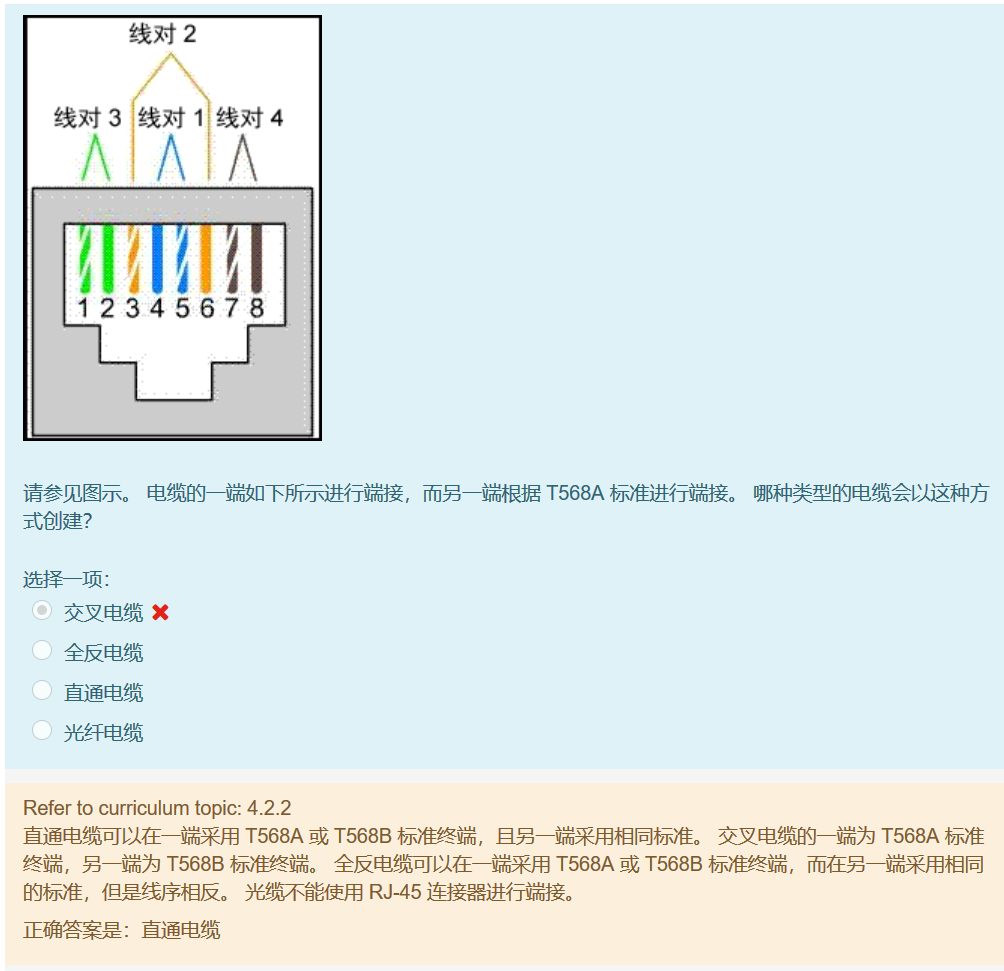 线对 2
线对 3 线对 1 线对 4
1 2 3 4 5 6 7 8
请参见图示。 电缆的一端如下所示进行端接，而另一端根据 T568A 标准进行端接。 哪种类型的电缆会以这种方
式创建？
选择一项：
交叉电缆
全反电缆
直通电缆
光纤电缆
Refer to curriculum topic: 4.2.2
直通电缆可以在一端采用 T568A 或 T568B 标准终端，且另一端采用相同标准。 交叉电缆的一端为 T568A 标准
终端，另一端为 T568B 标准终端。 全反电缆可以在一端采用 T568A 或 T568B 标准终端，而在另一端采用相同
的标准，但是线序相反。 光缆不能使用 RJ-45 连接器进行端接。
正确答案是：直通电缆